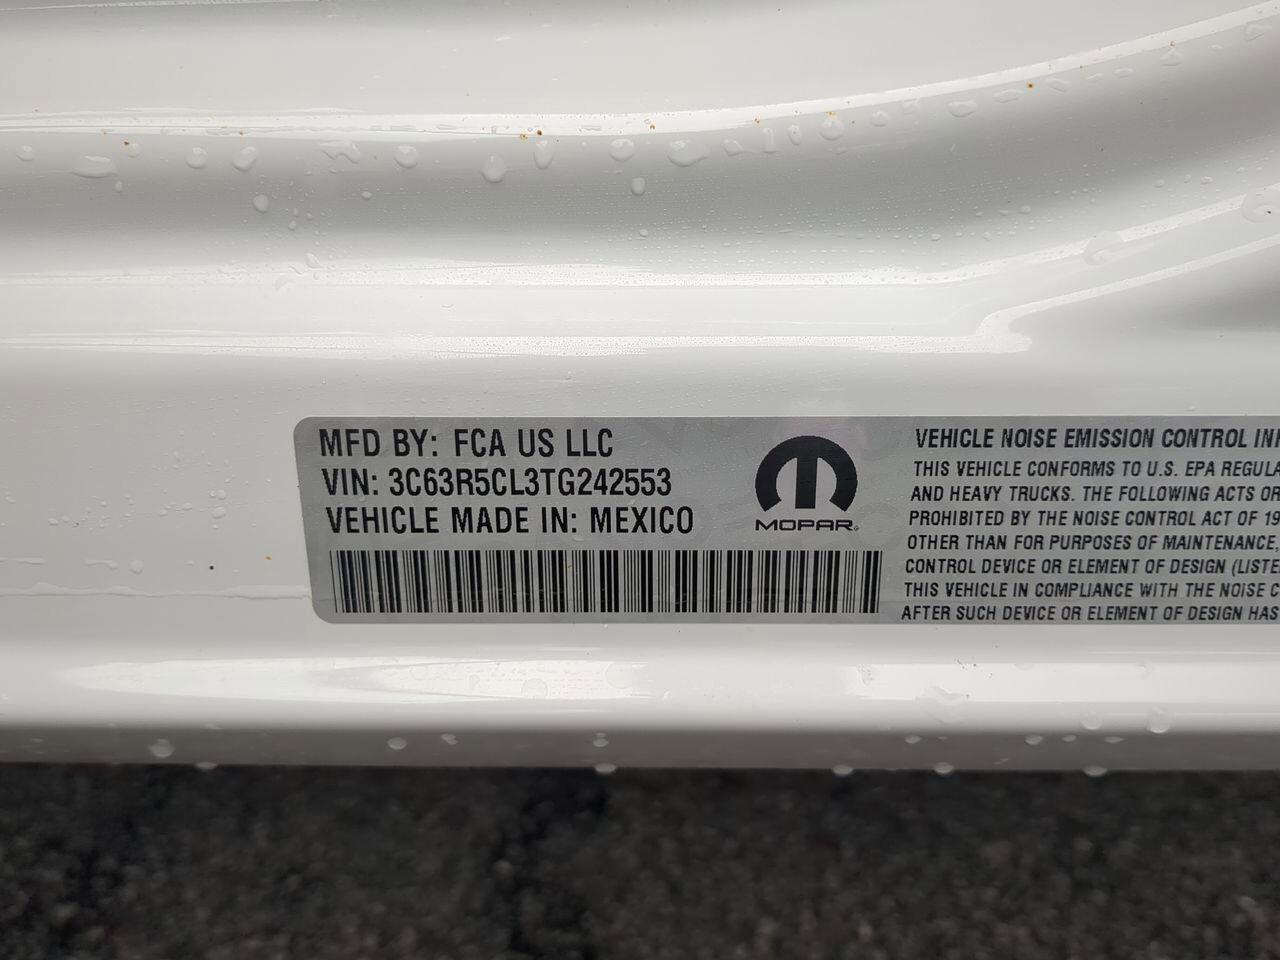 MFD BY: FCA US LLC
VIN: 3C63R5CL3TG242553
VEHICLE MADE IN: MEXICO
MOPAR®
VEHICLE NOISE EMISSION CONTROL
THIS VEHICLE CONFORMS TO U.S. EPA
AND HEAVY TRUCKS. THE FOLLOWING ACTS OR
PROHIBITED BY THE NOISE CONTROL ACT OF
OTHER THAN FOR PURPOSES OF MAINTENANCE,
CONTROL DEVICE OR ELEMENT OF DESIGN
THIS VEHICLE IN COMPLIANCE WITH THE NOISE
AFTER SUCH DEVICE OR ELEMENT OF DESIGN HAS